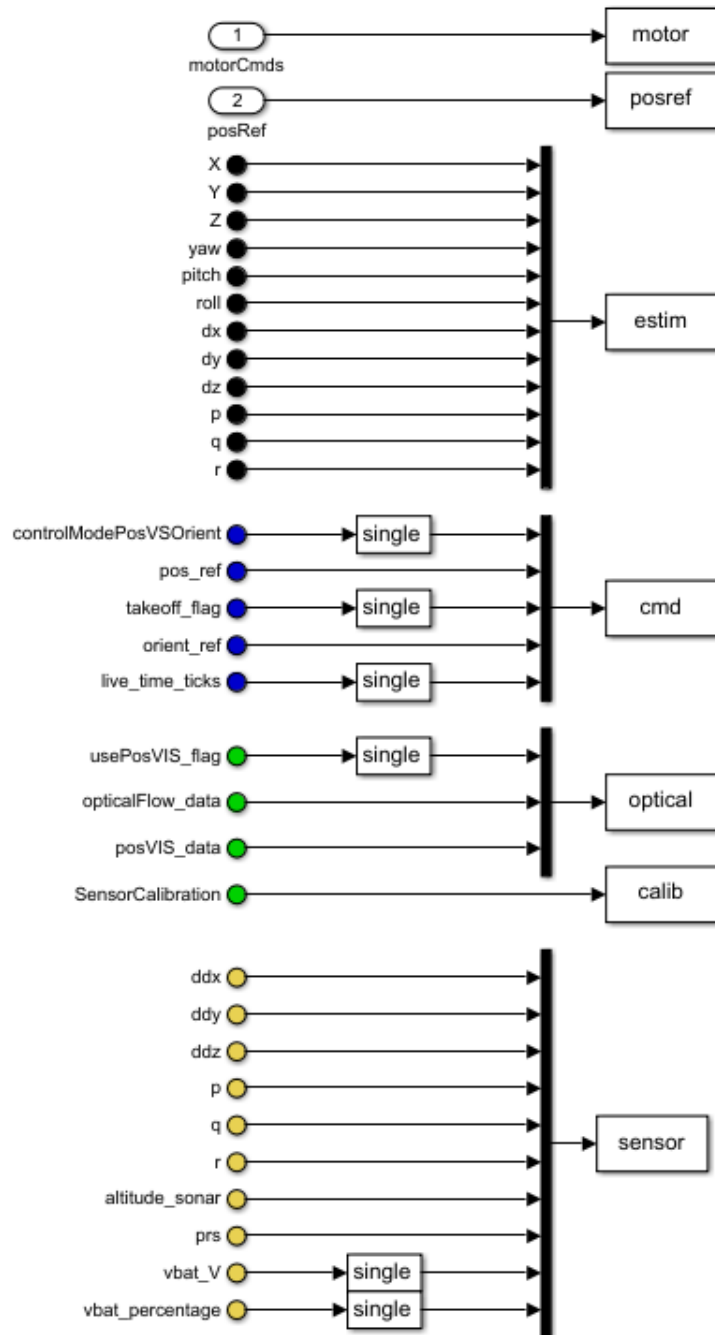 1
motor
motorCmds
2
posref
posRef
X
Y
Z
yaw
pitch
roll
estim
dx
dy
dz
p
q
r
controlModePosVSOrient
single
pos_ref
takeoff_flag
single
cmd
orient_ref
live_time_ticks
single
usePosVIS_flag
single
opticalFlow_data
optical
posVIS_data
SensorCalibration
calib
ddx
ddy
ddz
p
q
sensor
r
altitude_sonar
prs
vbat_V
single
vbat_percentage
single